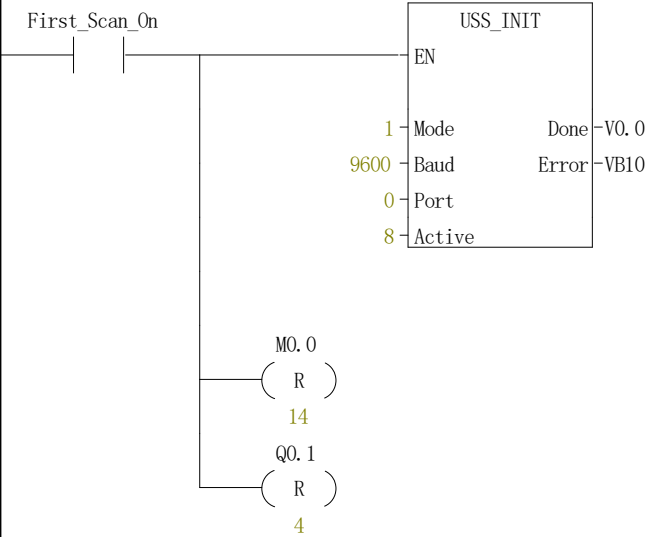 First_Scan_On
USS_INIT
EN
1 Mode Done V0.0
9600 Baud Error VB10
0 Port
8 Active
M0.0
R
14
Q0.1
R
4